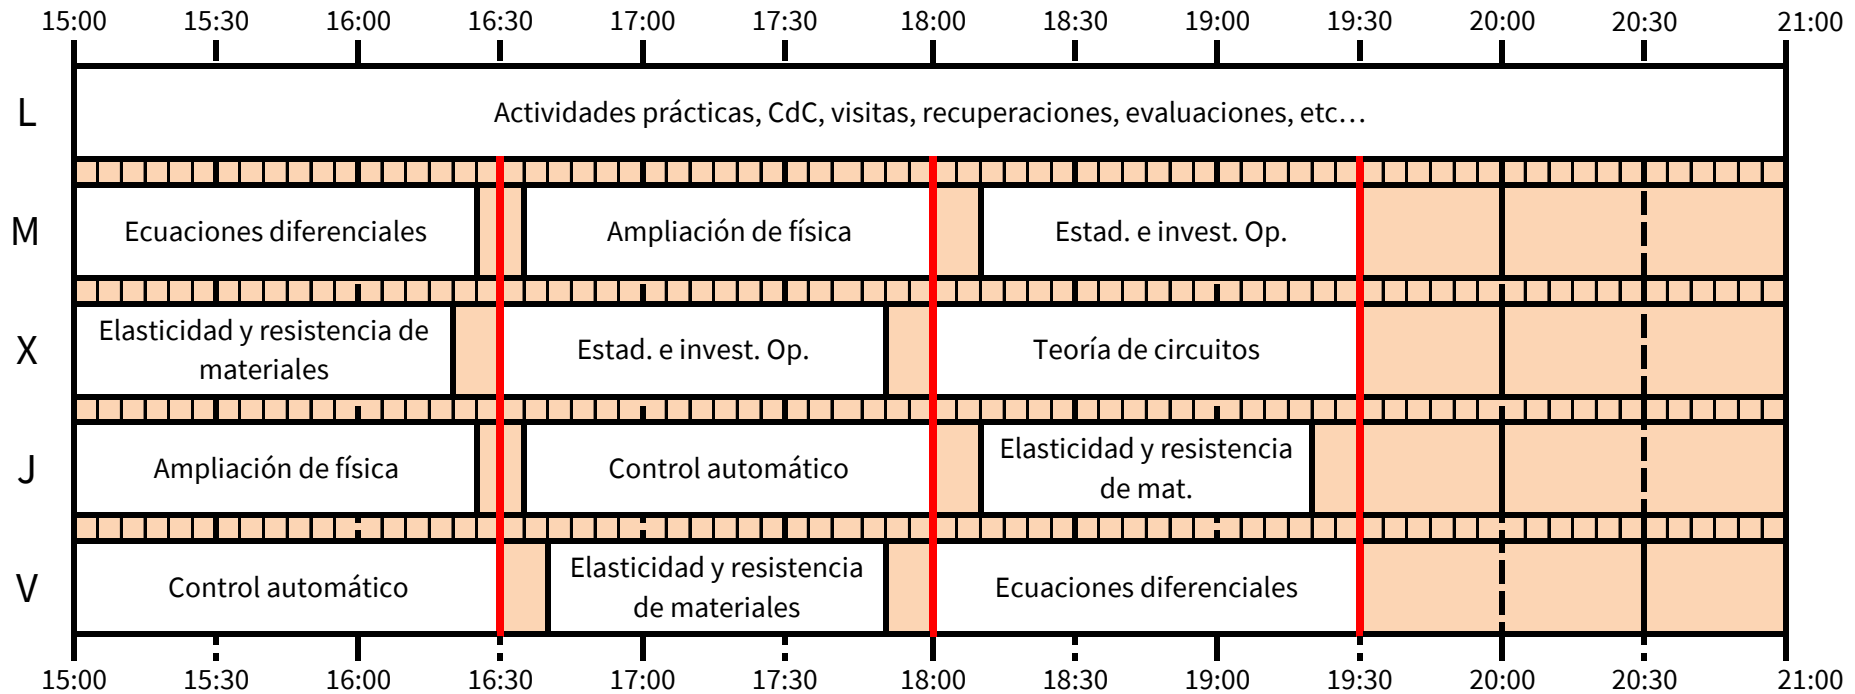 15:00 15:30 16:00 16:30 17:00 17:30 18:00 18:30 19:00 19:30 20:00 20:30 21:00
L
Actividades prácticas, CdC, visitas, recuperaciones, evaluaciones, etc…
M
Ecuaciones diferenciales
Ampliación de física
Estad. e invest. Op.
X
Elasticidad y resistencia de
materiales
Estad. e invest. Op.
Teoría de circuitos
J
Ampliación de física
Control automático
Elasticidad y resistencia
de mat.
V
Control automático
Elasticidad y resistencia
de materiales
Ecuaciones diferenciales
15:00 15:30 16:00 16:30 17:00 17:30 18:00 18:30 19:00 19:30 20:00 20:30 21:00